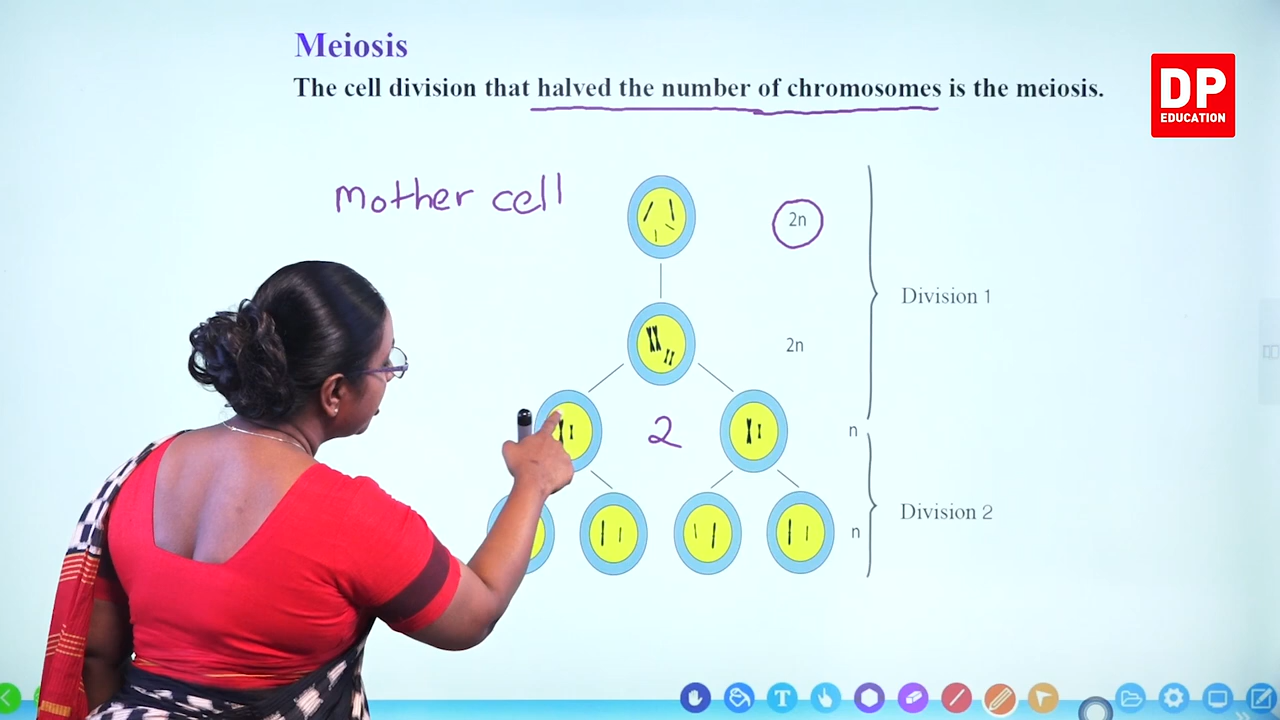 Meiosis
The cell division that halved the number of chromosomes is the meiosis.
DP
EDUCATION
Mother cell
2n
Division 1
2n
2
n
Division 2
n
T